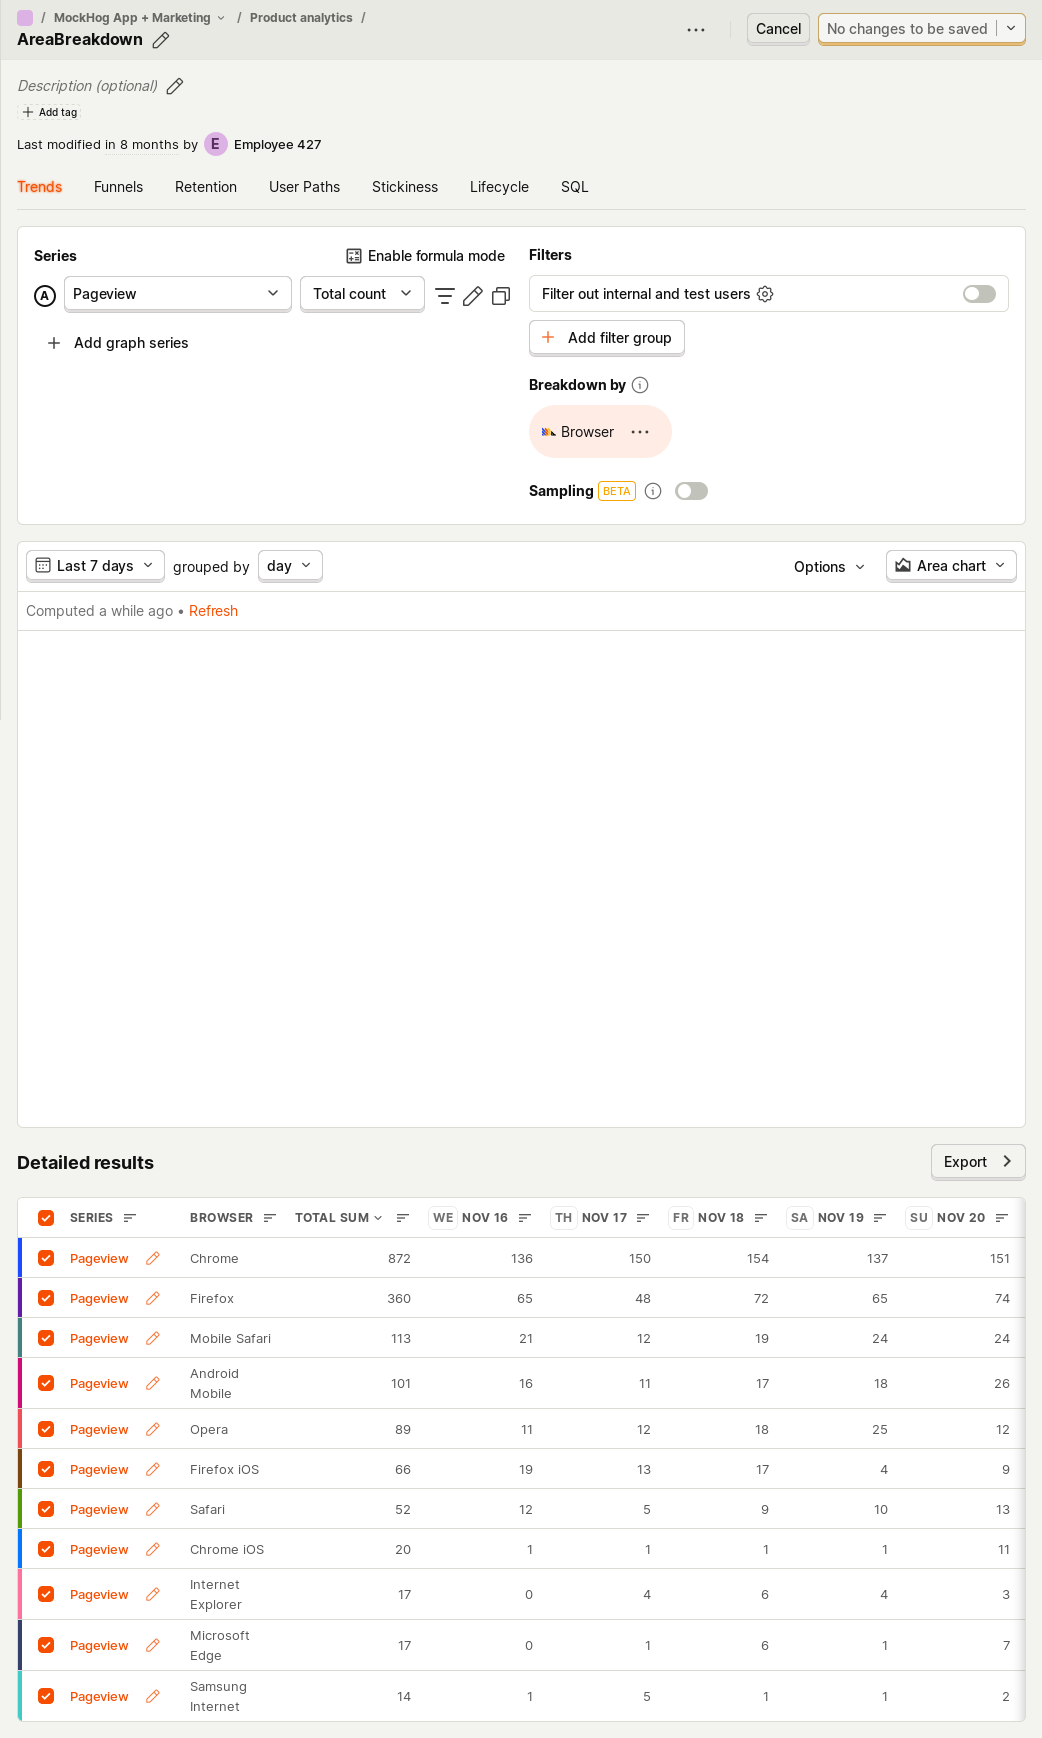 / MockHog App + Marketing / Product analytics /
AreaBreakdown
Cancel
No changes to be saved
Description (optional)
Add tag
Last modified in 8 months by E Employee 427
Trends Funnels Retention User Paths Stickiness Lifecycle SQL
Series
Enable formula mode
A Pageview Total count
Add graph series
Filters
Filter out internal and test users
Add filter group
Breakdown by
Browser
Sampling BETA
Last 7 days grouped by day Options Area chart
Computed a while ago • Refresh
Detailed results
Export
SERIES BROWSER TOTAL SUM WE NOV 16 TH NOV 17 FR NOV 18 SA NOV 19 SU NOV 20
Pageview Chrome 872 136 150 154 137 151
Pageview Firefox 360 65 48 72 65 74
Pageview Mobile Safari 113 21 12 19 24 24
Pageview Android Mobile 101 16 11 17 18 26
Pageview Opera 89 11 12 18 25 12
Pageview Firefox iOS 66 19 13 17 4 9
Pageview Safari 52 12 5 9 10 13
Pageview Chrome iOS 20 1 1 1 1 11
Pageview Internet Explorer 17 0 4 6 4 3
Pageview Microsoft Edge 17 0 1 6 1 7
Pageview Samsung Internet 14 1 5 1 1 2